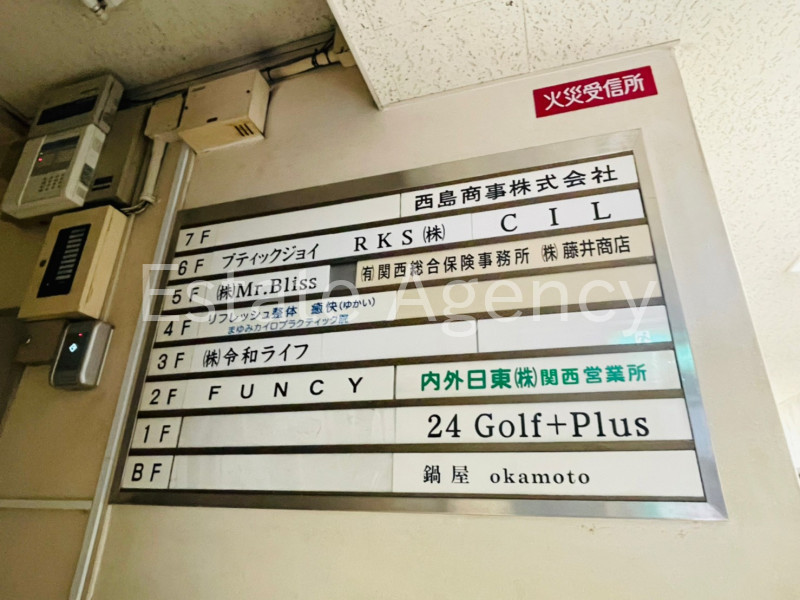 火災受信所
7F 西島商事株式会社
6F ブティックジョイ RKS㈱ CIL
5F ㈱Mr.Bliss ㈲関西総合保険事務所 ㈱藤井商店
4F リフレッシュ整体 癒快(ゆかい)
まゆみカイロプラクティック院
3F ㈱令和ライフ
2F FUNCY 内外日東㈱関西営業所
1F 24 Golf+Plus
BF 鍋屋 okamoto
Estate Agency